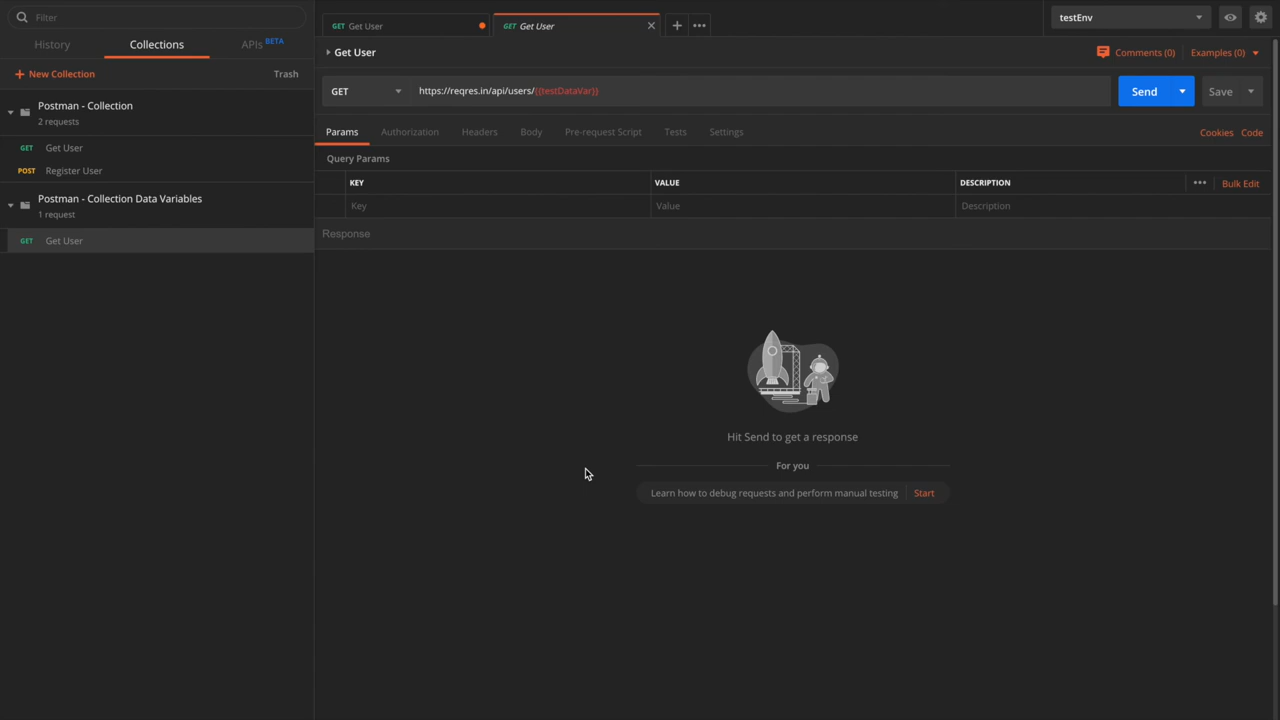 Filter
History
Collections
APIs BETA
+ New Collection
Trash
Postman - Collection
2 requests
GET Get User
POST Register User
Postman - Collection Data Variables
1 request
GET Get User
GET Get User
GET Get User
testEnv
Get User
Comments (0)
Examples (0)
GET
https://reqres.in/api/users/{{testDataVar}}
Send
Save
Params
Authorization
Headers
Body
Pre-request Script
Tests
Settings
Cookies
Code
Query Params
KEY
VALUE
DESCRIPTION
Bulk Edit
Key
Value
Description
Response
Hit Send to get a response
For you
Learn how to debug requests and perform manual testing
Start